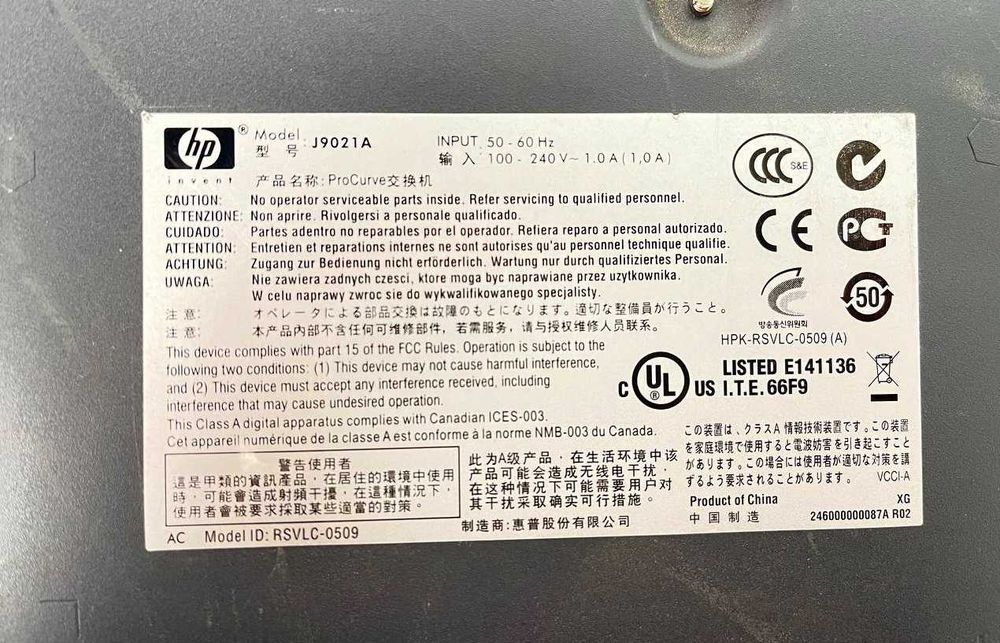 hp ®
invent
Model
型 号 : J9021A
INPUT 50 - 60 Hz
输 入 : 100 - 240V~ 1.0A (1,0A)
产品名称: ProCurve交换机
CAUTION: No operator serviceable parts inside. Refer servicing to qualified personnel.
ATTENZIONE: Non aprire. Rivolgersi a personale qualificato.
CUIDADO: Partes adentro no reparables por el operador. Refiera reparo a personal autorizado.
ATTENTION: Entretien et reparations internes ne sont autorises qu'au personnel technique qualifie.
ACHTUNG: Zugang zur Bedienung nicht erförderlich. Wartung nur durch qualifiziertes Personal.
UWAGA: Nie zawiera zadnych czesci, ktore moga byc naprawiane przez uzytkownika.
W celu naprawy zwroc sie do wykwalifikowanego specjalisty.
注 意: オペレータによる部品交換は故障のもとになります。適切な整備員が行うこと。
注 意: 本产品内部不含任何可维修部件，若需服务，请与授权维修人员联系。
This device complies with part 15 of the FCC Rules. Operation is subject to the
following two conditions: (1) This device may not cause harmful interference,
and (2) This device must accept any interference received, including
interference that may cause undesired operation.
This Class A digital apparatus complies with Canadian ICES-003.
Cet appareil numérique de la classe A est conforme à la norme NMB-003 du Canada.
CCC S&E
CE
PCT
방송통신위원회
50
HPK-RSVLC-0509 (A)
C UL ® US
LISTED E141136
I.T.E. 66F9
警告使用者
這是甲類的資訊產品，在居住的環境中使用
時，可能會造成射頻干擾，在這種情況下，
使用者會被要求採取某些適當的對策。
此为A级产品，在生活环境中该
产品可能会造成无线电干扰，
在这种情况下可能需要用户对
其干扰采取确实可行措施。
制造商: 惠普股份有限公司
この装置は、クラスA 情報技術装置です。この装置
を家庭環境で使用すると電波妨害を引き起こすこと
があります。この場合には使用者が適切な対策を講
ずるよう要求されることがあります。 VCCI-A
Product of China XG
中 国 制 造 246000000087A R02
AC Model ID: RSVLC-0509